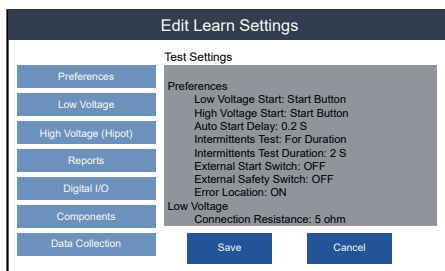 Edit Learn Settings
Test Settings
Preferences
Low Voltage
High Voltage (Hipot)
Reports
Digital I/O
Components
Data Collection
Preferences
Low Voltage Start: Start Button
High Voltage Start: Start Button
Auto Start Delay: 0.2 S
Intermittents Test: For Duration
Intermittents Test Duration: 2 S
External Start Switch: OFF
External Safety Switch: OFF
Error Location: ON
Low Voltage
Connection Resistance: 5 ohm
Save
Cancel